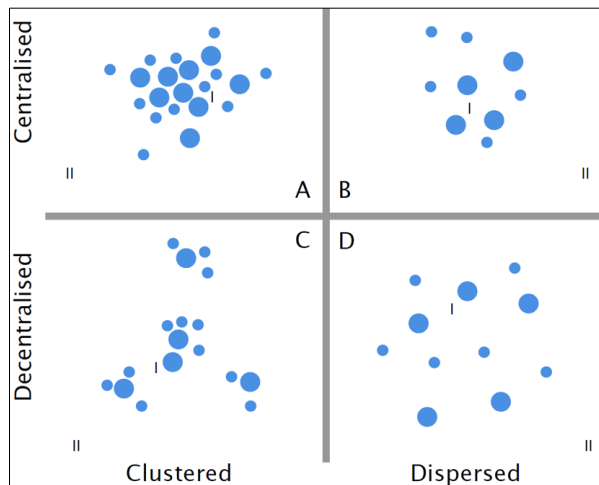 Centralised
I
I
II
II
A
B
C
D
Decentralised
I
I
II
II
Clustered
Dispersed